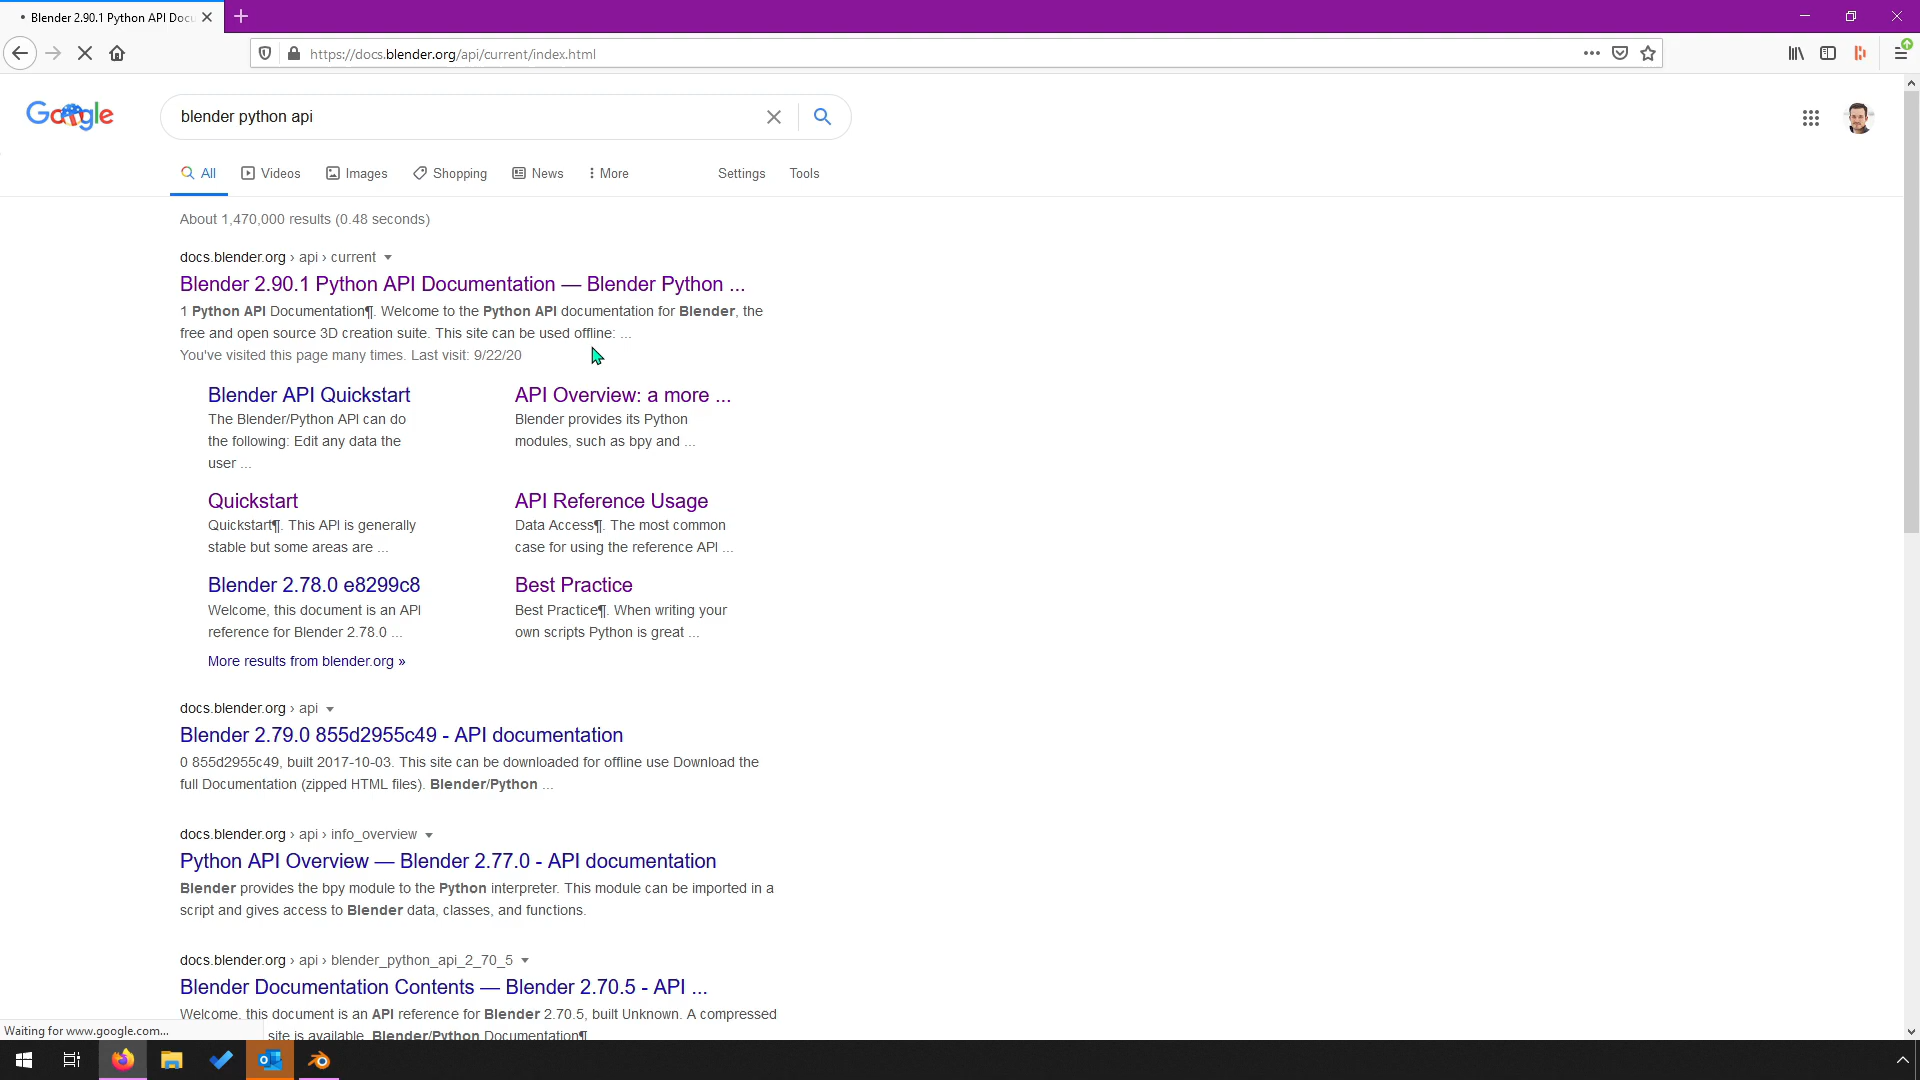 Blender 2.90.1 Python API Docu
https://docs.blender.org/api/current/index.html
Google
blender python api
All Videos Images Shopping News More Settings Tools
About 1,470,000 results (0.48 seconds)
docs.blender.org › api › current
Blender 2.90.1 Python API Documentation — Blender Python ...
1 Python API Documentation¶. Welcome to the Python API documentation for Blender, the
free and open source 3D creation suite. This site can be used offline: ...
You've visited this page many times. Last visit: 9/22/20
Blender API Quickstart
The Blender/Python API can do
the following: Edit any data the
user ...
API Overview: a more ...
Blender provides its Python
modules, such as bpy and ...
Quickstart
Quickstart¶. This API is generally
stable but some areas are ...
API Reference Usage
Data Access¶. The most common
case for using the reference API ...
Blender 2.78.0 e8299c8
Welcome, this document is an API
reference for Blender 2.78.0 ...
Best Practice
Best Practice¶. When writing your
own scripts Python is great ...
More results from blender.org »
docs.blender.org › api
Blender 2.79.0 855d2955c49 - API documentation
0 855d2955c49, built 2017-10-03. This site can be downloaded for offline use Download the
full Documentation (zipped HTML files). Blender/Python ...
docs.blender.org › api › info_overview
Python API Overview — Blender 2.77.0 - API documentation
Blender provides the bpy module to the Python interpreter. This module can be imported in a
script and gives access to Blender data, classes, and functions.
docs.blender.org › api › blender_python_api_2_70_5
Blender Documentation Contents — Blender 2.70.5 - API ...
Welcome, this document is an API reference for Blender 2.70.5, built Unknown. A compressed
site is available. Blender/Python Documentation¶
Waiting for www.google.com...